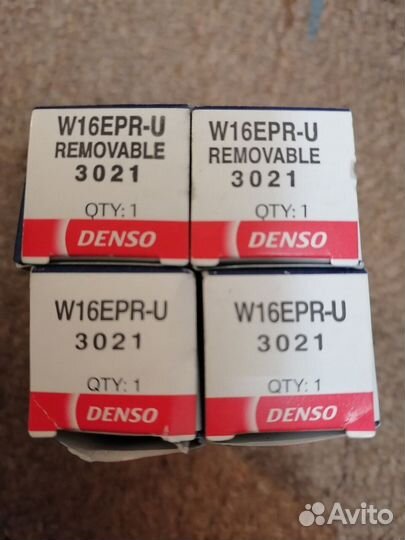 W16EPR-U
REMOVABLE
3021
QTY: 1
DENSO
W16EPR-U
REMOVABLE
3021
QTY: 1
DENSO
W16EPR-U
3021
QTY: 1
DENSO
W16EPR-U
3021
QTY: 1
DENSO
Avito